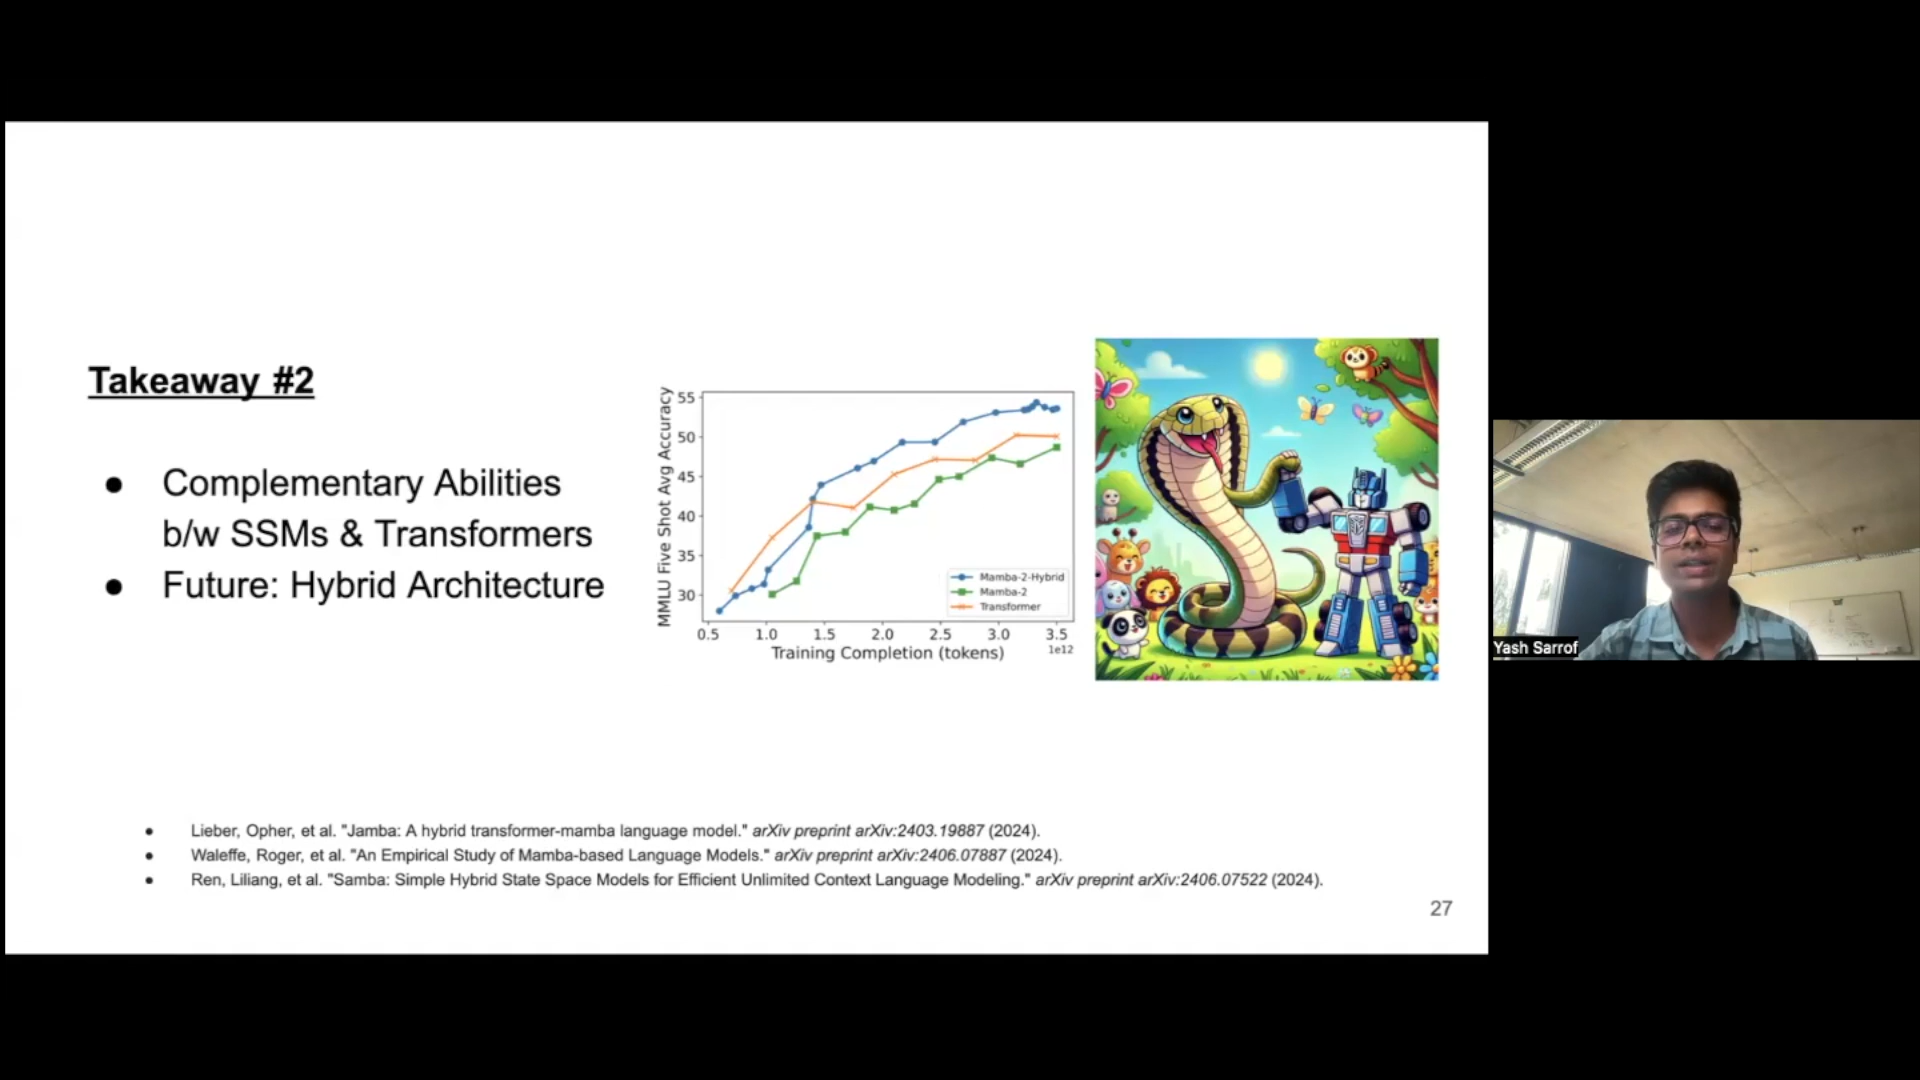 Takeaway #2
● Complementary Abilities
b/w SSMs & Transformers
● Future: Hybrid Architecture
MMLU Five Shot Avg Accuracy
55
50
45
40
35
30
Mamba-2-Hybrid
Mamba-2
Transformer
0.5 1.0 1.5 2.0 2.5 3.0 3.5
1e12
Training Completion (tokens)
Yash Sarrof
● Lieber, Opher, et al. "Jamba: A hybrid transformer-mamba language model." arXiv preprint arXiv:2403.19887 (2024).
● Waleffe, Roger, et al. "An Empirical Study of Mamba-based Language Models." arXiv preprint arXiv:2406.07887 (2024).
● Ren, Liliang, et al. "Samba: Simple Hybrid State Space Models for Efficient Unlimited Context Language Modeling." arXiv preprint arXiv:2406.07522 (2024).
27